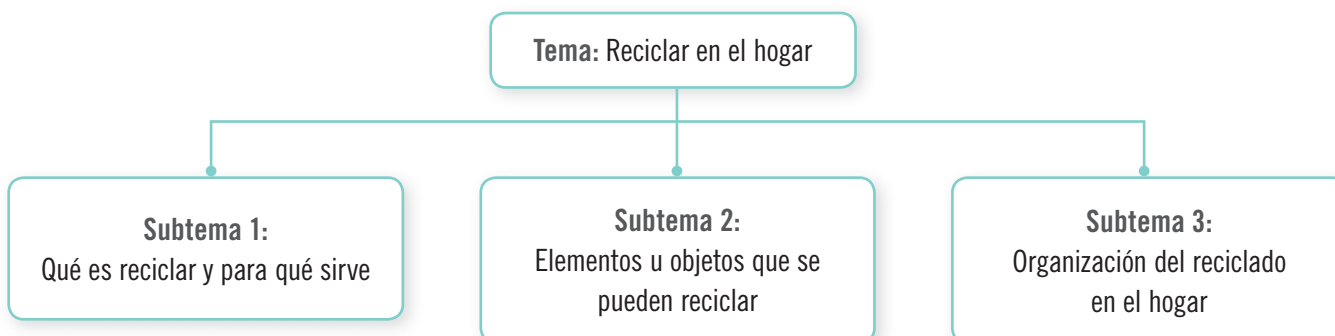 Tema: Reciclar en el hogar
Subtema 1:
Qué es reciclar y para qué sirve
Subtema 2:
Elementos u objetos que se
pueden reciclar
Subtema 3:
Organización del reciclado
en el hogar